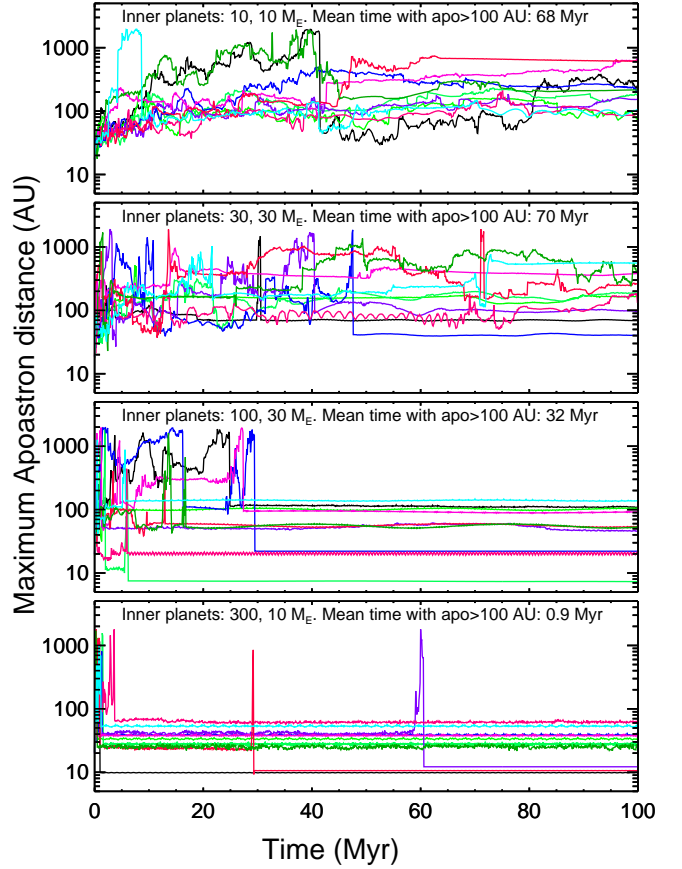 Inner planets: 10, 10 M_E. Mean time with apo>100 AU: 68 Myr
1000
100
10
Inner planets: 30, 30 M_E. Mean time with apo>100 AU: 70 Myr
1000
100
10
Inner planets: 100, 30 M_E. Mean time with apo>100 AU: 32 Myr
1000
100
10
Inner planets: 300, 10 M_E. Mean time with apo>100 AU: 0.9 Myr
1000
100
10
Maximum Apoastron distance (AU)
0 20 40 60 80 100
Time (Myr)